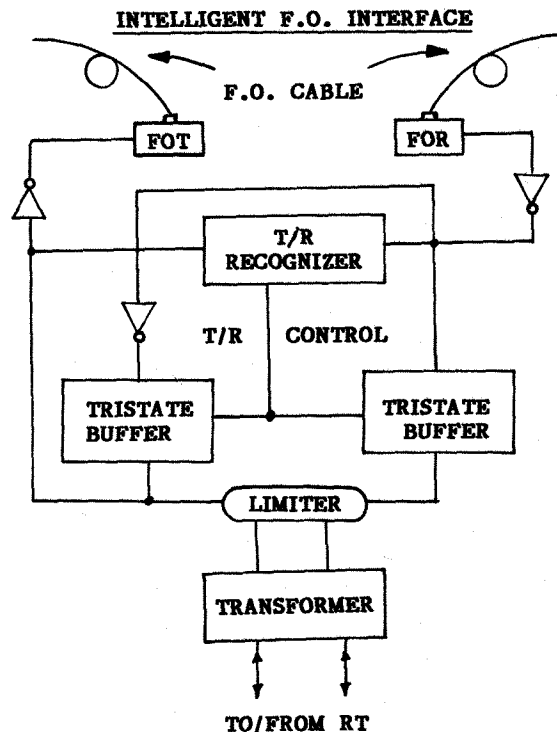 INTELLIGENT F.O. INTERFACE
F.O. CABLE
FOT
FOR
T/R
RECOGNIZER
T/R CONTROL
TRISTATE
BUFFER
TRISTATE
BUFFER
LIMITER
TRANSFORMER
TO/FROM RT